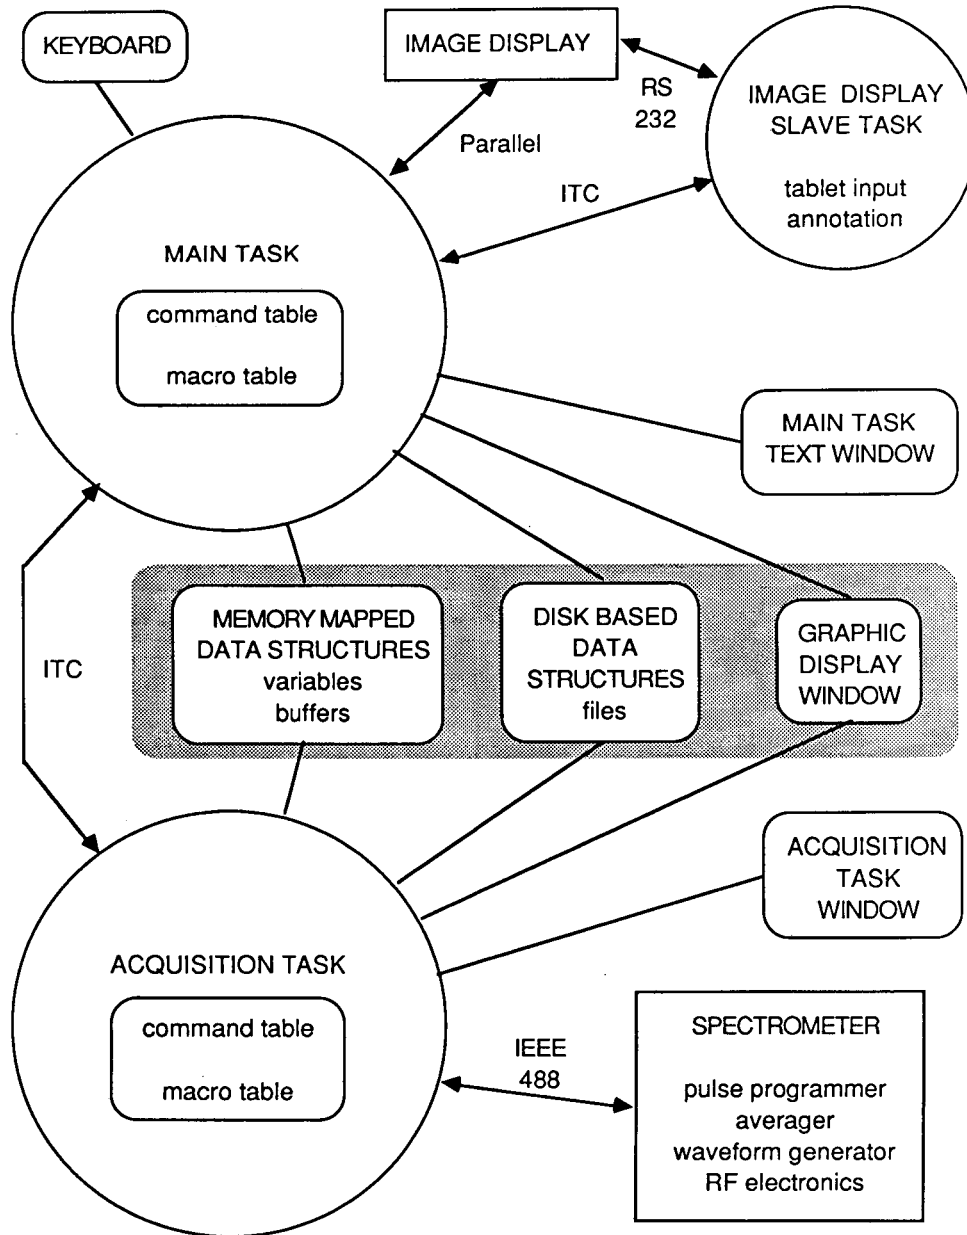 KEYBOARD
IMAGE DISPLAY
RS
232
IMAGE DISPLAY
SLAVE TASK
tablet input
annotation
Parallel
ITC
MAIN TASK
command table
macro table
MAIN TASK
TEXT WINDOW
ITC
MEMORY MAPPED
DATA STRUCTURES
variables
buffers
DISK BASED
DATA
STRUCTURES
files
GRAPHIC
DISPLAY
WINDOW
ACQUISITION
TASK
WINDOW
ACQUISITION TASK
command table
macro table
IEEE
488
SPECTROMETER
pulse programmer
averager
waveform generator
RF electronics